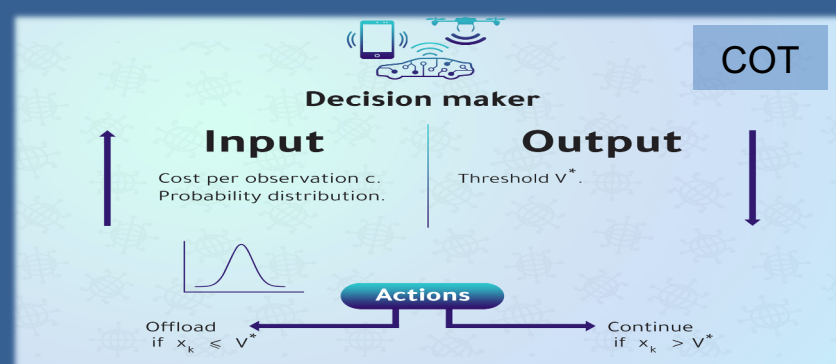 COT
Decision maker
Input
Output
Cost per observation c.
Probability distribution.
Threshold V*.
Actions
Offload
if xₖ ⩽ V*
Continue
if xₖ > V*